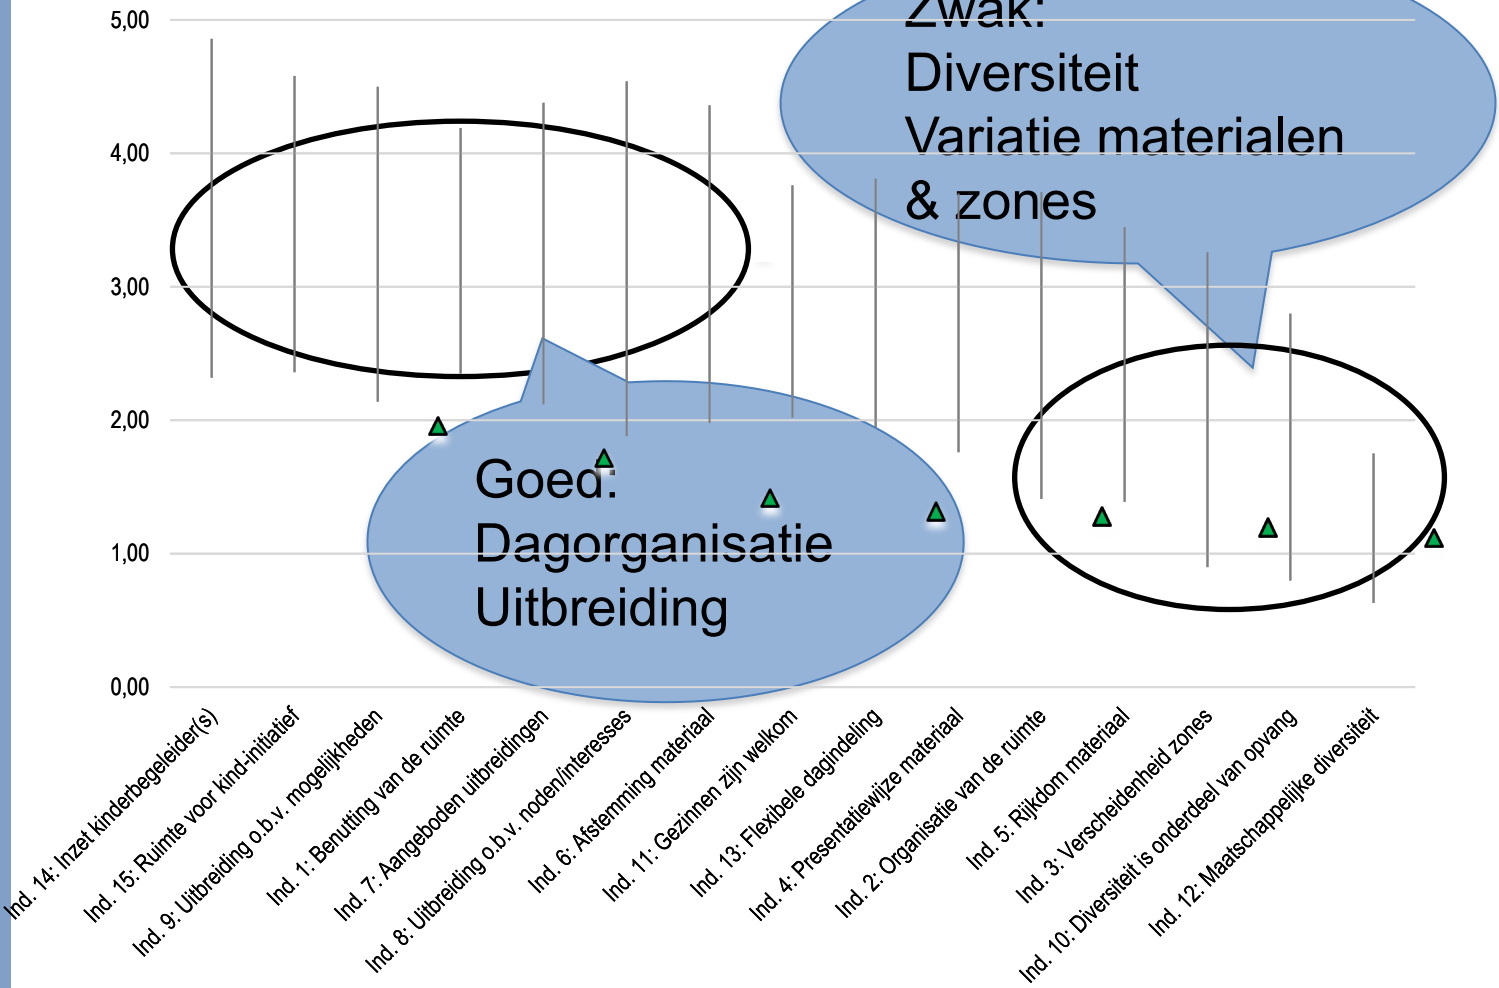 5,00
4,00
3,00
2,00
1,00
0,00
Zwak:
Diversiteit
Variatie materialen
& zones
Goed:
Dagorganisatie
Uitbreiding
Ind. 14: Inzet kinderbegeleider(s)
Ind. 15: Ruimte voor kind-initiatief
Ind. 9: Uitbreiding o.b.v. mogelijkheden
Ind. 1: Benutting van de ruimte
Ind. 7: Aangeboden uitbreidingen
Ind. 8: Uitbreiding o.b.v. noden/interesses
Ind. 6: Afstemming materiaal
Ind. 11: Gezinnen zijn welkom
Ind. 13: Flexibele dagindeling
Ind. 4: Presentatiewijze materiaal
Ind. 2: Organisatie van de ruimte
Ind. 5: Rijkdom materiaal
Ind. 3: Verscheidenheid zones
Ind. 10: Diversiteit is onderdeel van opvang
Ind. 12: Maatschappelijke diversiteit